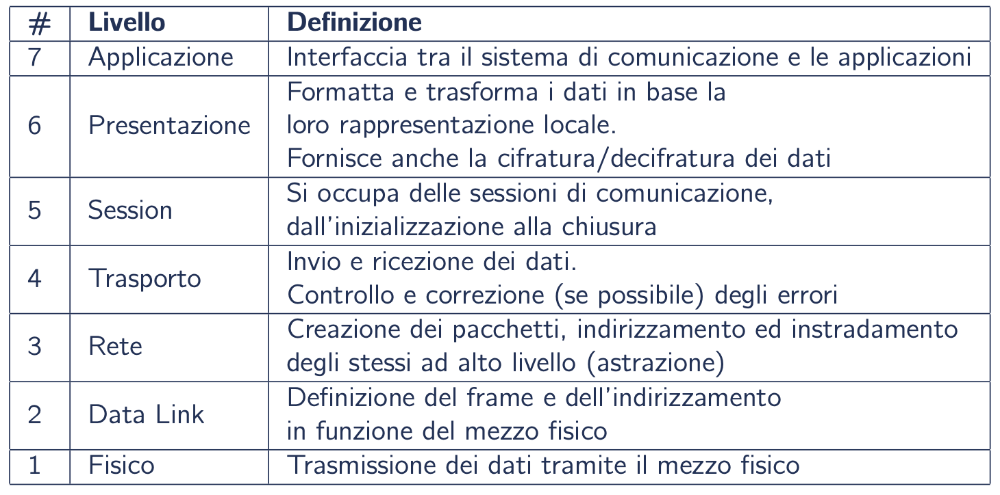 # Livello Definizione
7 Applicazione Interfaccia tra il sistema di comunicazione e le applicazioni
6 Presentazione
Formatta e trasforma i dati in base la
loro rappresentazione locale.
Fornisce anche la cifratura/decifratura dei dati
5 Session
Si occupa delle sessioni di comunicazione,
dall'inizializzazione alla chiusura
4 Trasporto
Invio e ricezione dei dati.
Controllo e correzione (se possibile) degli errori
3 Rete
Creazione dei pacchetti, indirizzamento ed instradamento
degli stessi ad alto livello (astrazione)
2 Data Link
Definizione del frame e dell'indirizzamento
in funzione del mezzo fisico
1 Fisico Trasmissione dei dati tramite il mezzo fisico